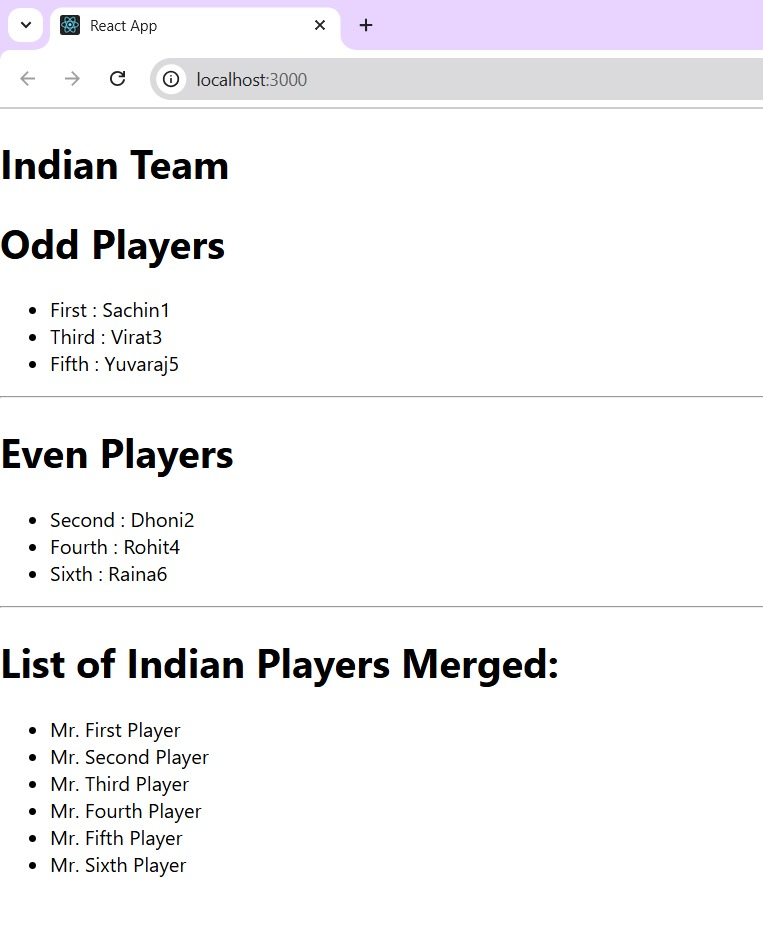 React App
localhost:3000
Indian Team
Odd Players
First : Sachin1
Third : Virat3
Fifth : Yuvaraj5
Even Players
Second : Dhoni2
Fourth : Rohit4
Sixth : Raina6
List of Indian Players Merged:
Mr. First Player
Mr. Second Player
Mr. Third Player
Mr. Fourth Player
Mr. Fifth Player
Mr. Sixth Player